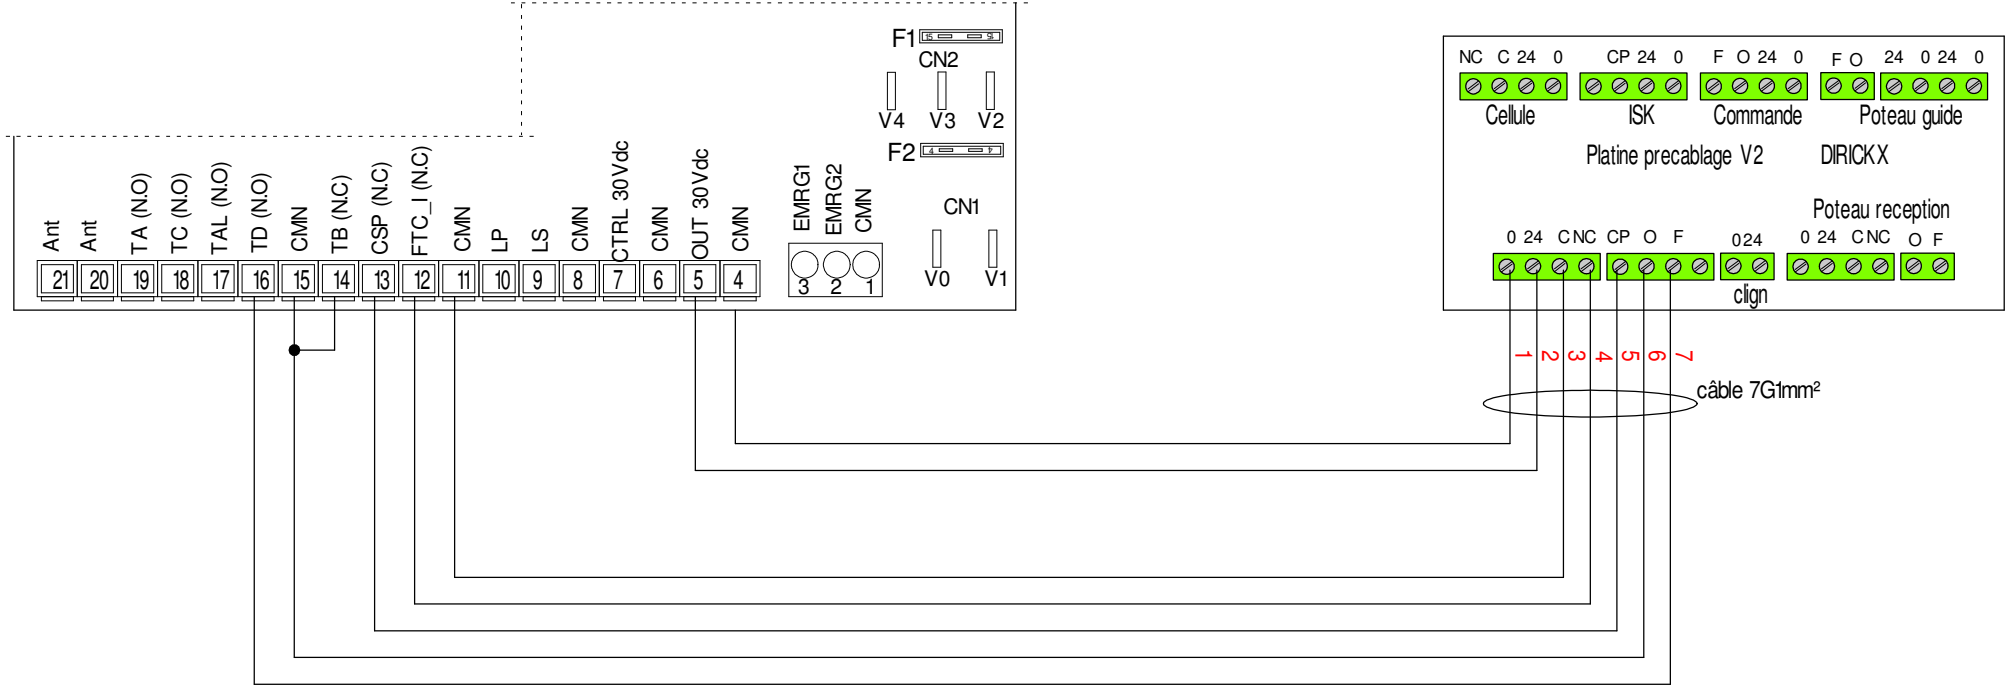 F1
15
15
CN2
V4 V3 V2
F2
4
4
CN1
V0 V1
Ant
Ant
TA (N.O)
TC (N.O)
TAL (N.O)
TD (N.O)
CMN
TB (N.C)
CSP (N.C)
FTC_I (N.C)
CMN
LP
LS
CMN
CTRL 30Vdc
CMN
OUT 30Vdc
CMN
EMRG1
EMRG2
CMN
21 20 19 18 17 16 15 14 13 12 11 10 9 8 7 6 5 4
3 2 1
NC C 24 0
CP 24 0
F O 24 0
F O
24 0 24 0
Cellule
ISK
Commande
Poteau guide
Platine precablage V2
DIRICKX
Poteau reception
0 24 C NC CP O F
0 24
0 24 C NC O F
clign
1 2 3 4 5 6 7
câble 7G1mm²